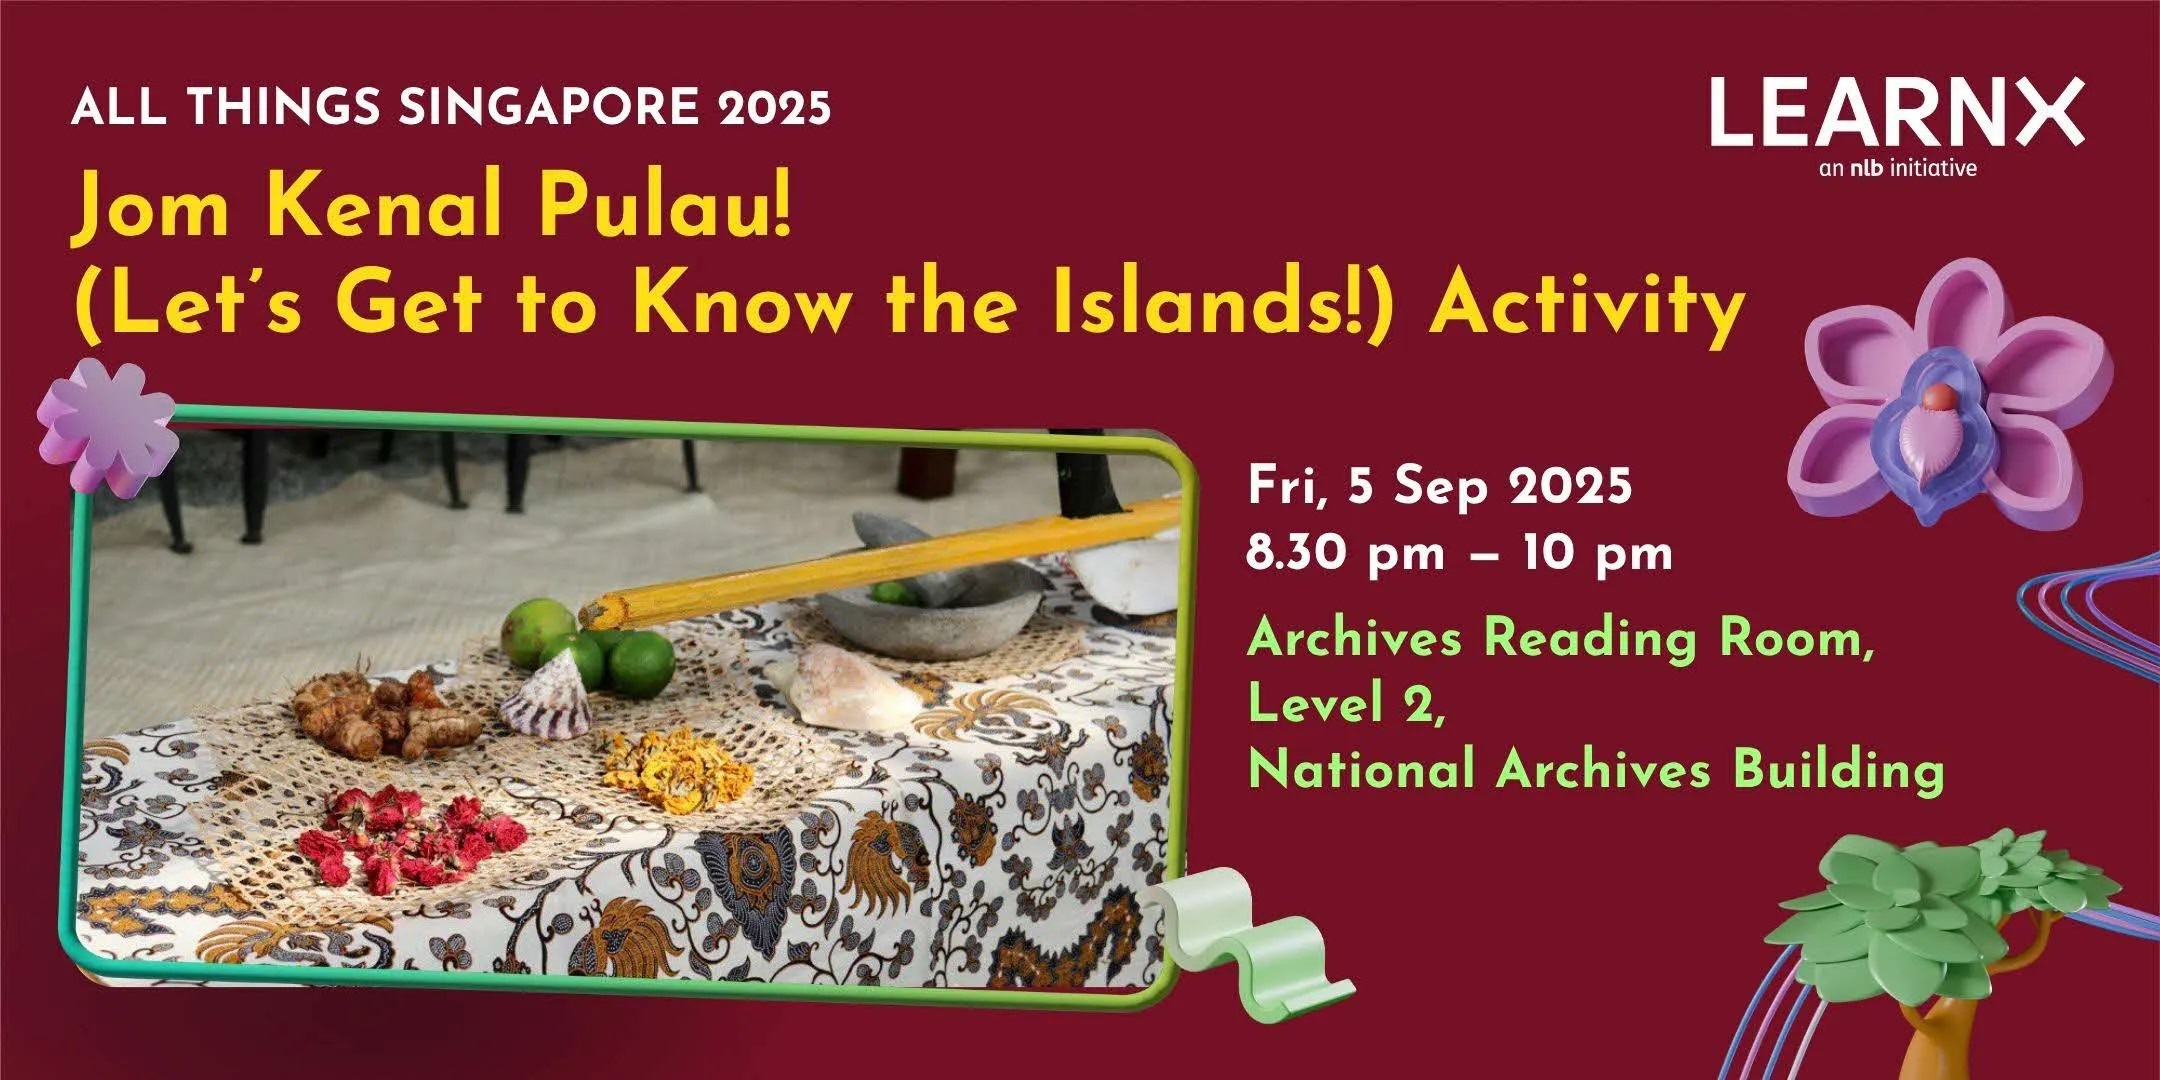 ALL THINGS SINGAPORE 2025
Jom Kenal Pulau!
(Let's Get to Know the Islands!) Activity
LEARNX
an nlb initiative
Fri, 5 Sep 2025
8.30 pm – 10 pm
Archives Reading Room,
Level 2,
National Archives Building